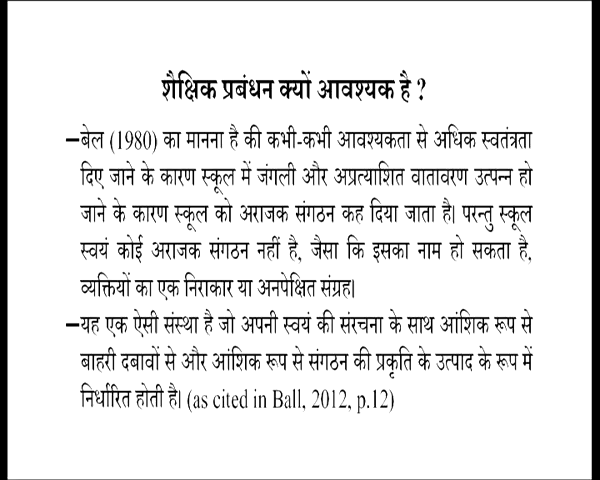 शैक्षिक प्रबंधन क्यों आवश्यक है ?
–बेल (1980) का मानना है की कभी-कभी आवश्यकता से अधिक स्वतंत्रता
दिए जाने के कारण स्कूल में जंगली और अप्रत्याशित वातावरण उत्पन्न हो
जाने के कारण स्कूल को अराजक संगठन कह दिया जाता है। परन्तु स्कूल
स्वयं कोई अराजक संगठन नहीं है, जैसा कि इसका नाम हो सकता है,
व्यक्तियों का एक निराकार या अनपेक्षित संग्रह।
–यह एक ऐसी संस्था है जो अपनी स्वयं की संरचना के साथ आंशिक रूप से
बाहरी दबावों से और आंशिक रूप से संगठन की प्रकृति के उत्पाद के रूप में
निर्धारित होती है। (as cited in Ball, 2012, p.12)